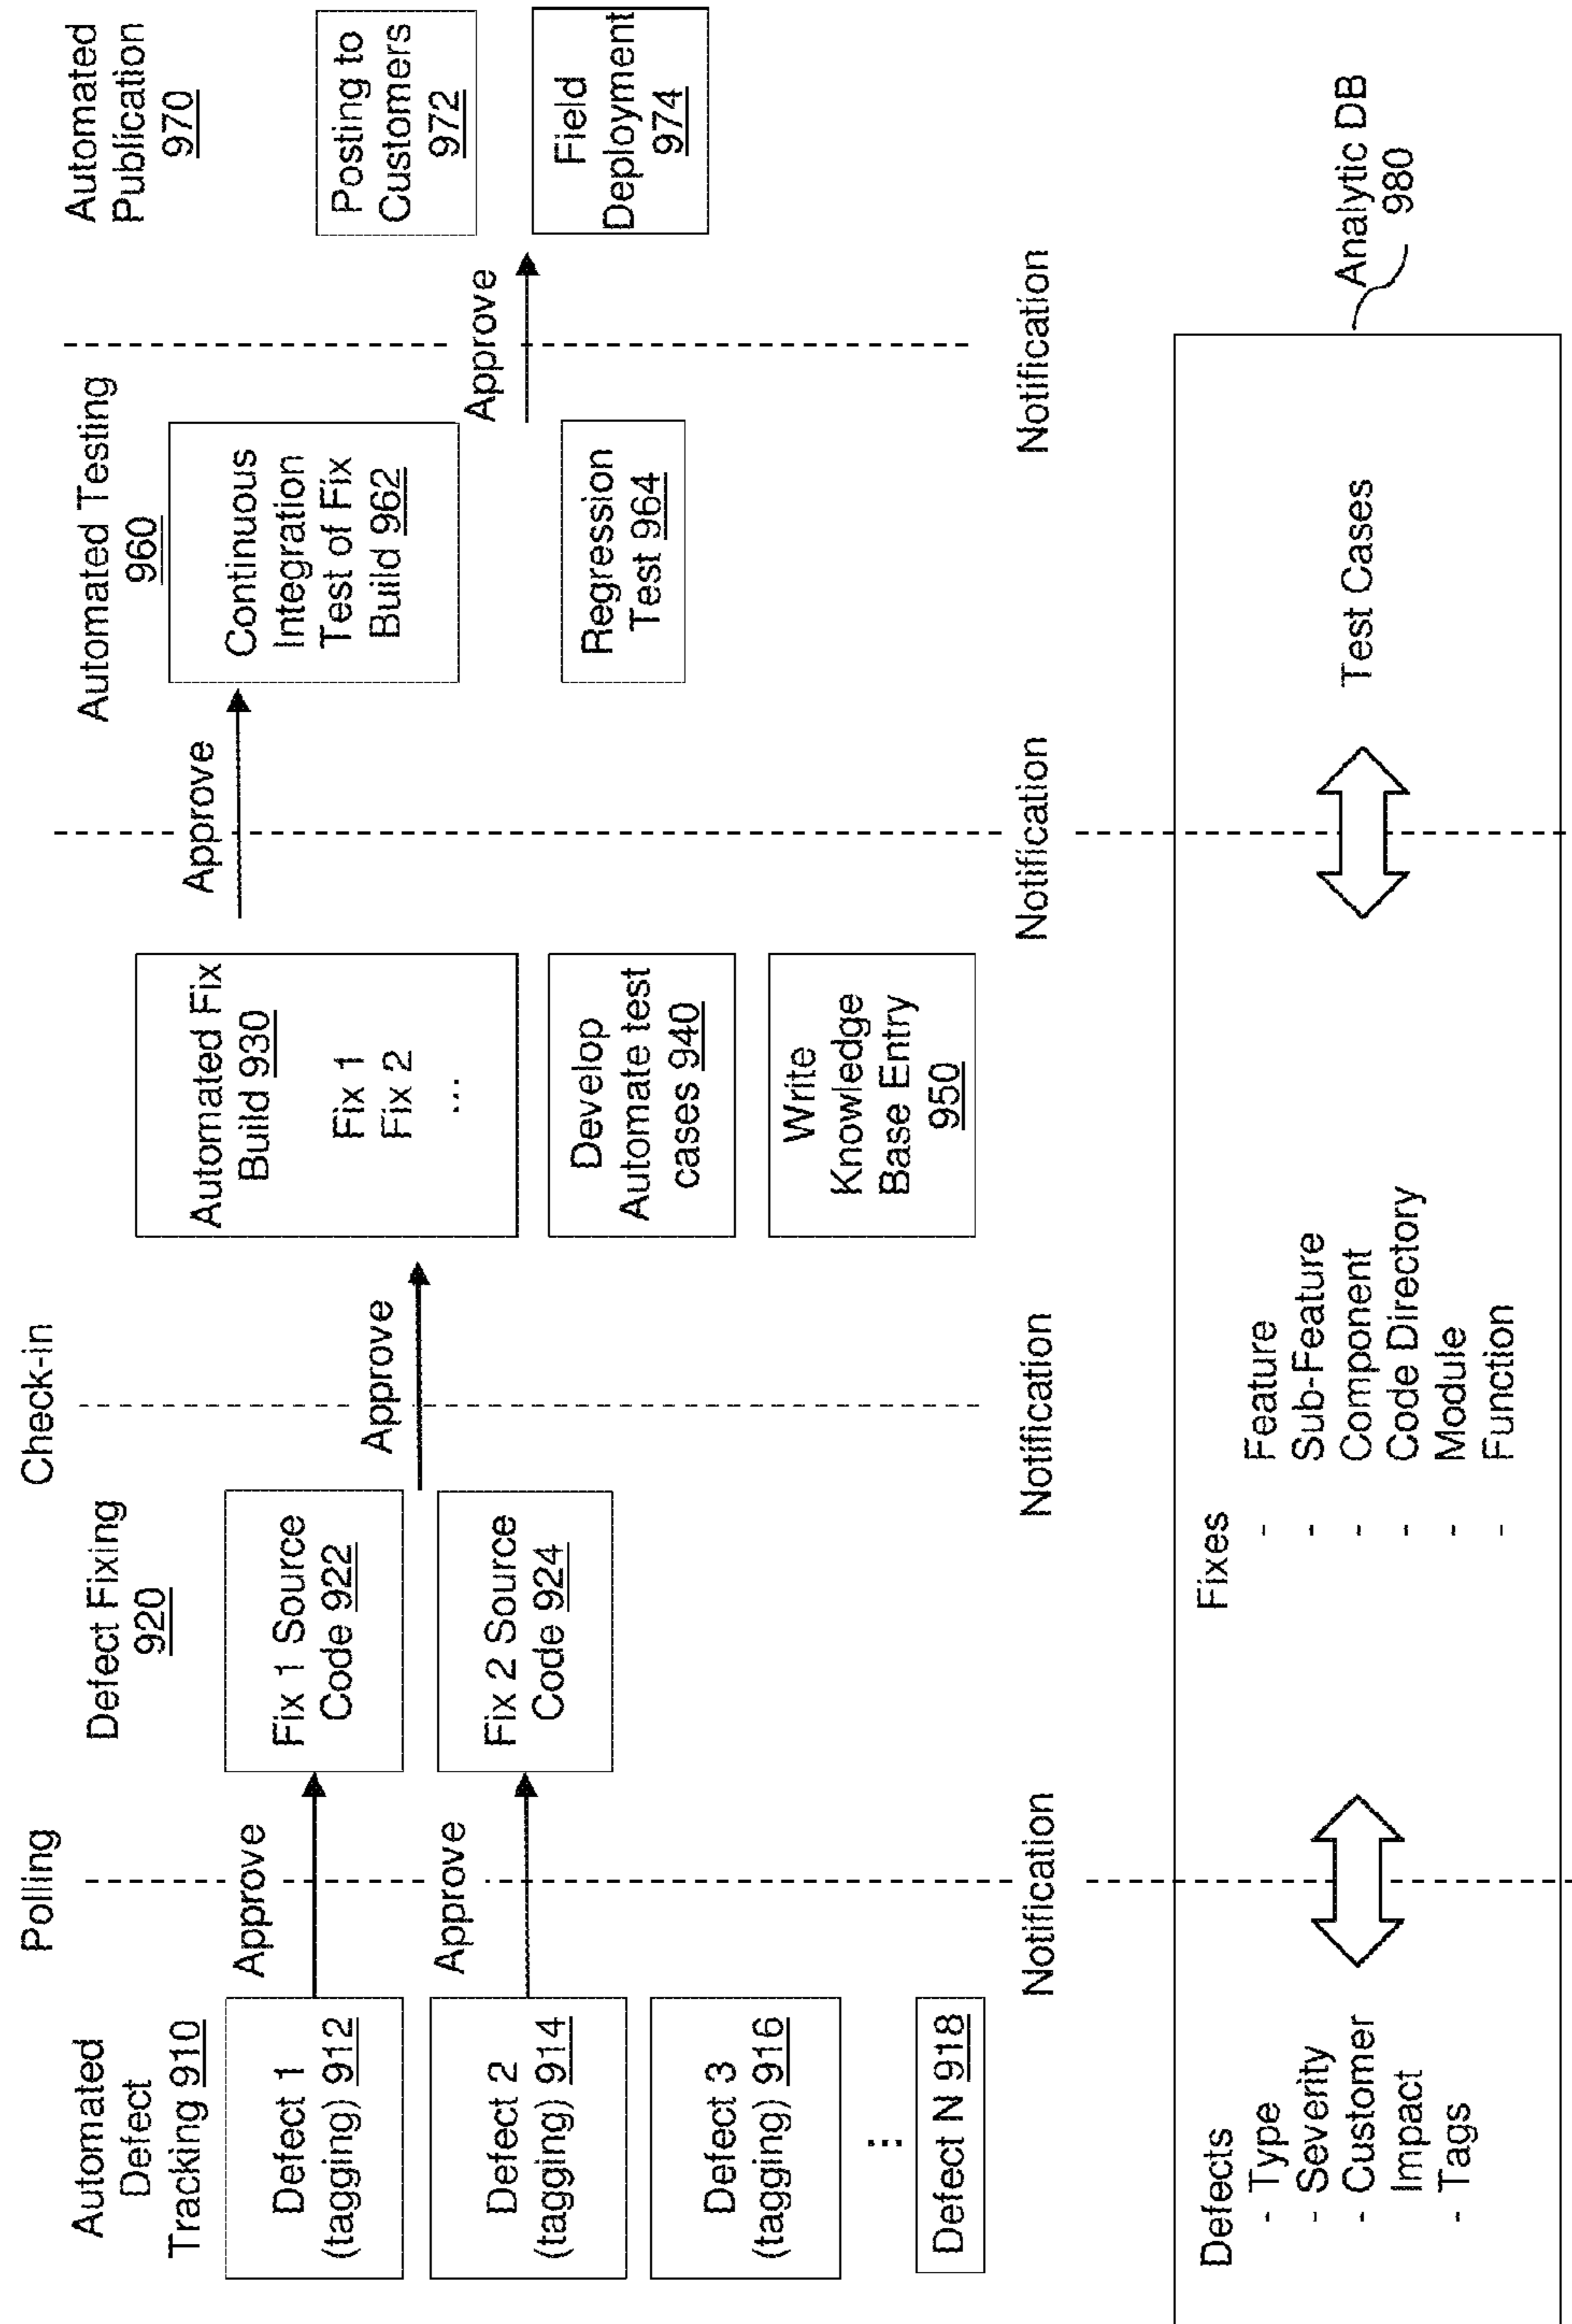 Polling
Check-in
Automated
Defect
Tracking 910
Defect 1
(tagging) 912
Defect 2
(tagging) 914
Defect 3
(tagging) 916
...
Defect N 918
Approve
Approve
Notification
Defect Fixing
920
Fix 1 Source
Code 922
Fix 2 Source
Code 924
Approve
Notification
Automated Fix
Build 930
Fix 1
Fix 2
...
Develop
Automate test
cases 940
Write
Knowledge
Base Entry
950
Approve
Notification
Automated Testing
960
Continuous
Integration
Test of Fix
Build 962
Regression
Test 964
Approve
Notification
Automated
Publication
970
Posting to
Customers
972
Field
Deployment
974
Defects
- Type
- Severity
- Customer
Impact
- Tags
Fixes
- Feature
- Sub-Feature
- Component
- Code Directory
- Module
- Function
Test Cases
Analytic DB
980